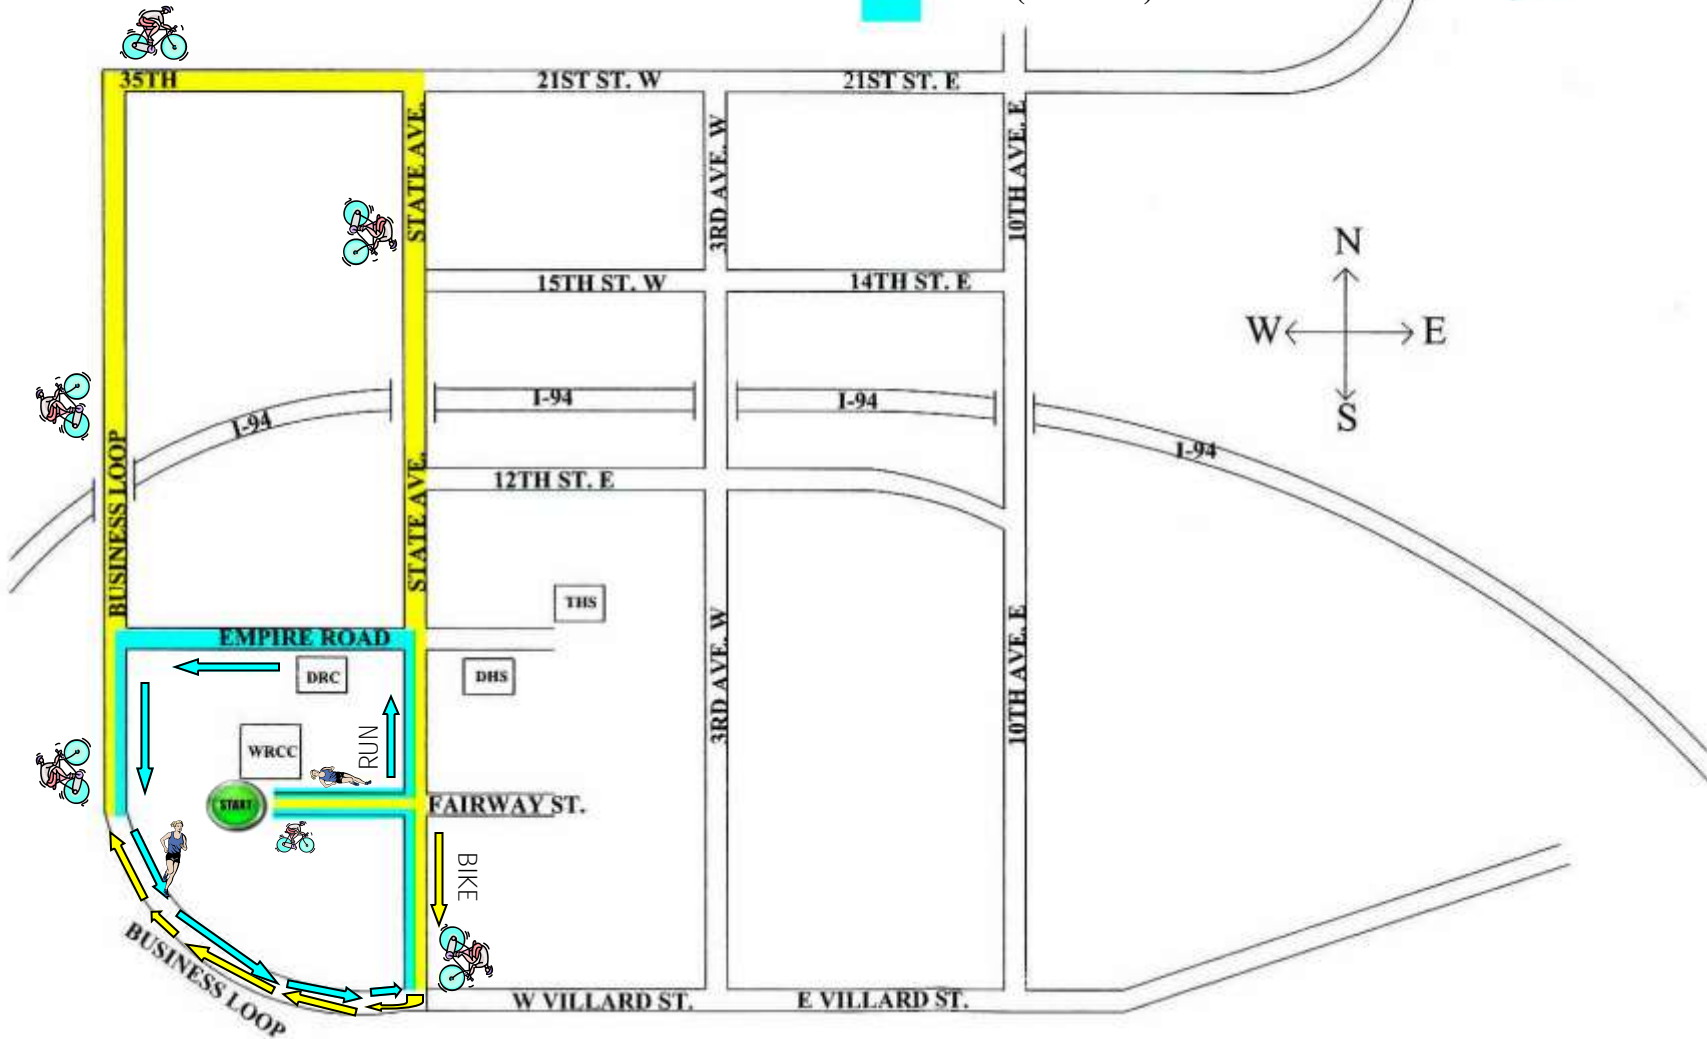 35TH
21ST ST. W
21ST ST. E
STATE AVE.
3RD AVE. W
10TH AVE. E
N
15TH ST. W
14TH ST. E
W
E
I-94
I-94
I-94
S
I-94
I-94
BUSINESS LOOP
STATE AVE.
12TH ST. E
THS
EMPIRE ROAD
DRC
DHS
3RD AVE. W
10TH AVE. E
RUN
WRCC
START
FAIRWAY ST.
BIKE
BUSINESS LOOP
W VILLARD ST.
E VILLARD ST.